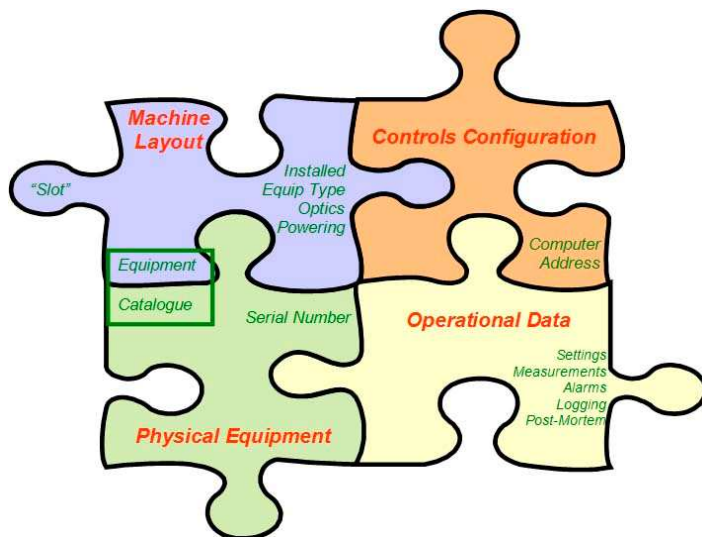 Machine
Layout
Controls Configuration
“Slot”
Installed
Equip Type
Optics
Powering
Equipment
Computer
Address
Catalogue
Serial Number
Operational Data
Settings
Measurements
Alarms
Logging
Post-Mortem
Physical Equipment